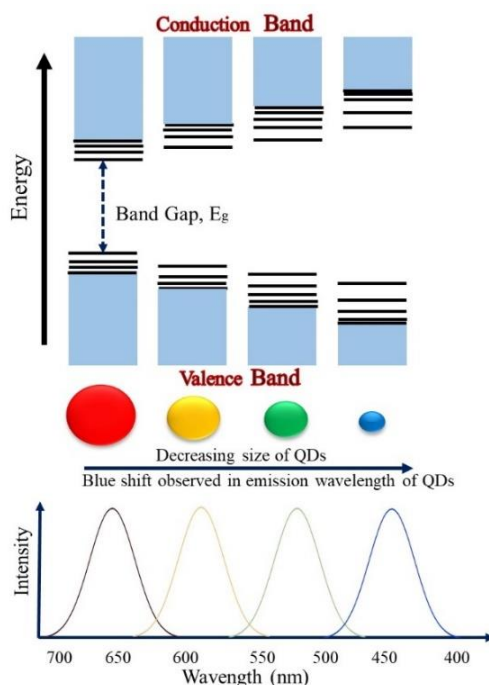 Conduction Band
Energy
Band Gap, Eg
Valence Band
Decreasing size of QDs
Blue shift observed in emission wavelength of QDs
Intensity
700 650 600 550 500 450 400
Wavength (nm)